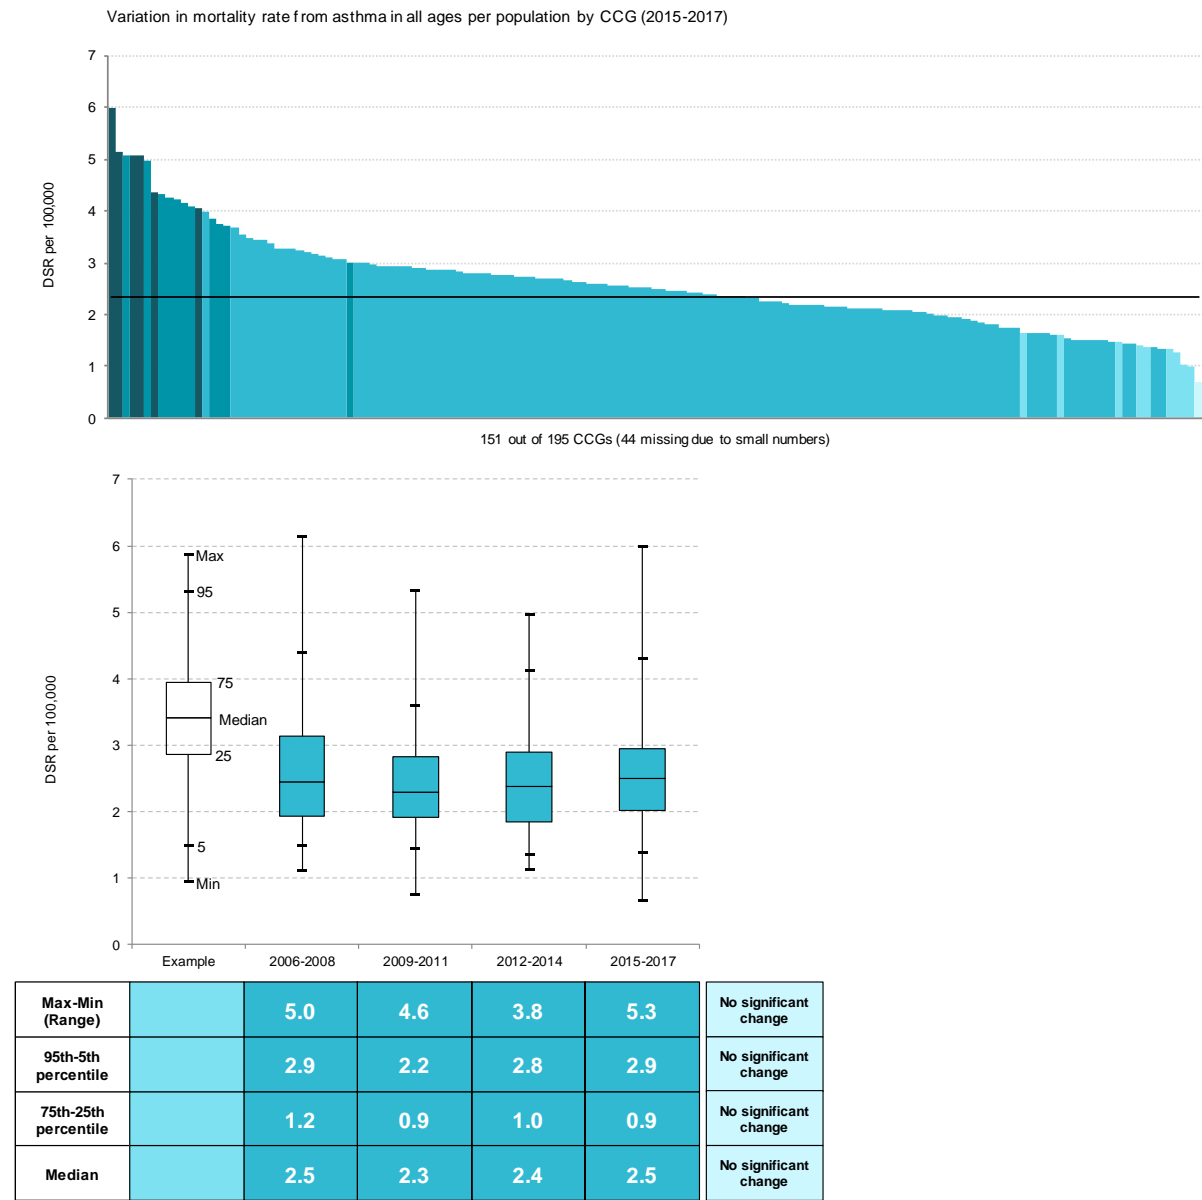 Variation in mortality rate from asthma in all ages per population by CCG (2015-2017)
7
6
5
4
3
2
1
0
DSR per 100,000
151 out of 195 CCGs (44 missing due to small numbers)
7
6
5
4
3
2
1
0
DSR per 100,000
Max
95
75
Median
25
5
Min
Example 2006-2008 2009-2011 2012-2014 2015-2017
Max-Min
(Range)
5.0 4.6 3.8 5.3
No significant
change
95th-5th
percentile
2.9 2.2 2.8 2.9
No significant
change
75th-25th
percentile
1.2 0.9 1.0 0.9
No significant
change
Median
2.5 2.3 2.4 2.5
No significant
change